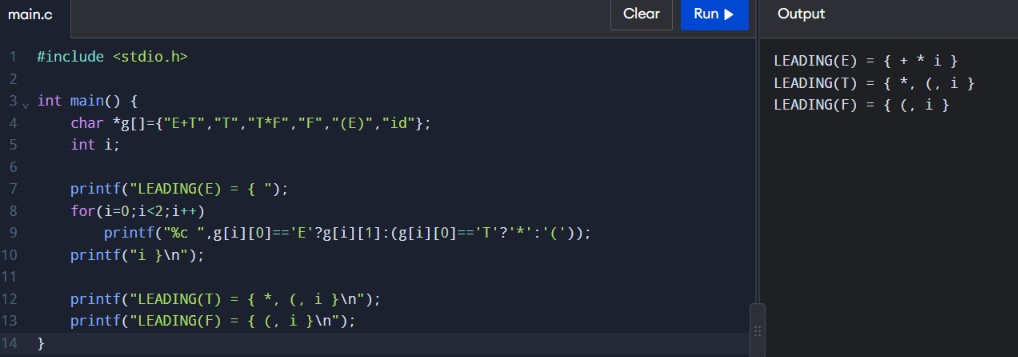 main.c
Clear
Run
Output
1 #include <stdio.h>
2
3 int main() {
4 char *g[]={"E+T","T","T*F","F","(E)","id"};
5 int i;
6
7 printf("LEADING(E) = { ");
8 for(i=0;i<2;i++)
9 printf("%c ",g[i][0]=='E'?g[i][1]:(g[i][0]=='T'?'*':'('));
10 printf("i }\n");
11
12 printf("LEADING(T) = { *, (, i }\n");
13 printf("LEADING(F) = { (, i }\n");
14 }
LEADING(E) = { + * i }
LEADING(T) = { *, (, i }
LEADING(F) = { (, i }